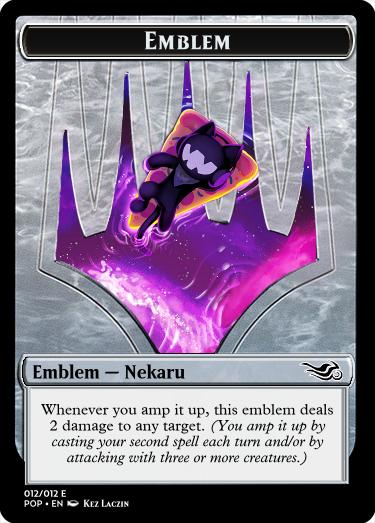 EMBLEM
Emblem — Nekaru
Whenever you amp it up, this emblem deals
2 damage to any target. (You amp it up by
casting your second spell each turn and/or by
attacking with three or more creatures.)
012/012 E
POP • EN KEZ LACZIN